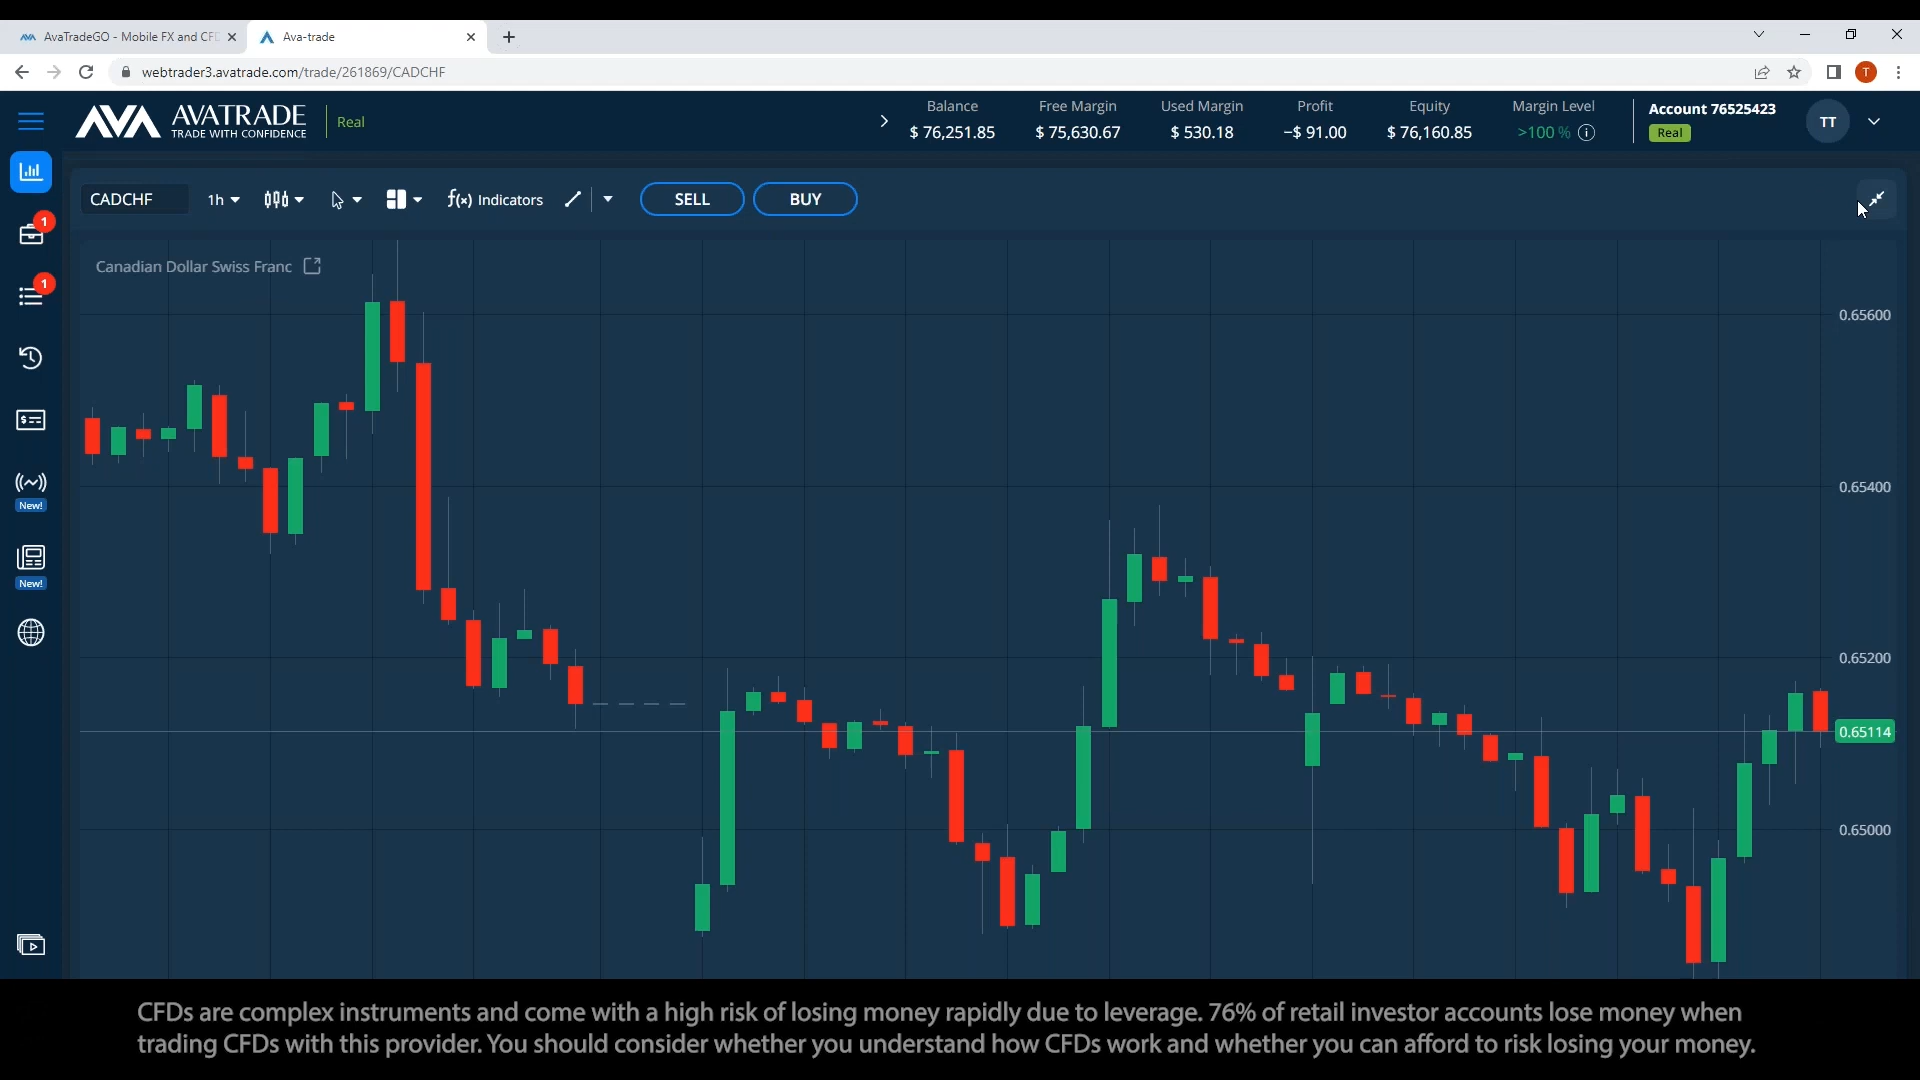 AvaTradeGO - Mobile FX and CF
Ava-trade
webtrader3.avatrade.com/trade/261869/CADCHF
T
AVA AVATRADE
TRADE WITH CONFIDENCE
Real
Balance
$ 76,251.85
Free Margin
$ 75,630.67
Used Margin
$ 530.18
Profit
−$ 91.00
Equity
$ 76,160.85
Margin Level
>100 %
Account 76525423
Real
TT
CADCHF
1h
f(x) Indicators
SELL
BUY
1
1
New!
New!
Canadian Dollar Swiss Franc
0.65600
0.65400
0.65200
0.65114
0.65000
CFDs are complex instruments and come with a high risk of losing money rapidly due to leverage. 76% of retail investor accounts lose money when
trading CFDs with this provider. You should consider whether you understand how CFDs work and whether you can afford to risk losing your money.